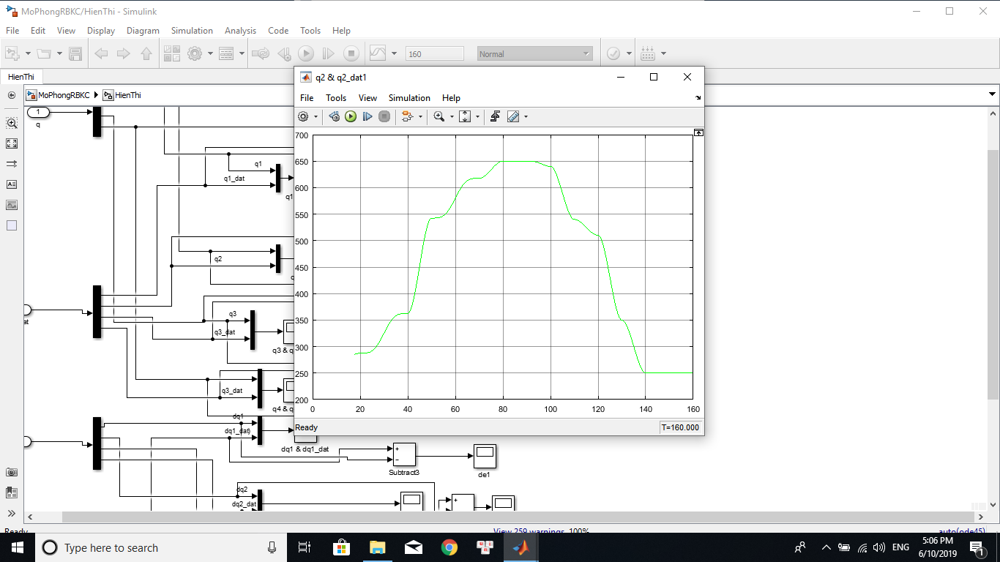 MoPhongRBKC/HienThi - Simulink
File Edit View Display Diagram Simulation Analysis Code Tools Help
160
Normal
HienThi
MoPhongRBKC HienThi
1
q
q1
q1_dat
q1
q2
q3
q3_dat
q3 & q
q3_dat
q4 & q
dq1
dq1_dat)
dq1 & dq1_dat
+
−
Subtract3
de1
dq2
dq2_dat
+
q2 & q2_dat1
File Tools View Simulation Help
700
650
600
550
500
450
400
350
300
250
200
0 20 40 60 80 100 120 140 160
Ready
T=160.000
Ready
View 259 warnings 100%
auto(ode45)
Type here to search
ENG
5:06 PM
6/10/2019
1